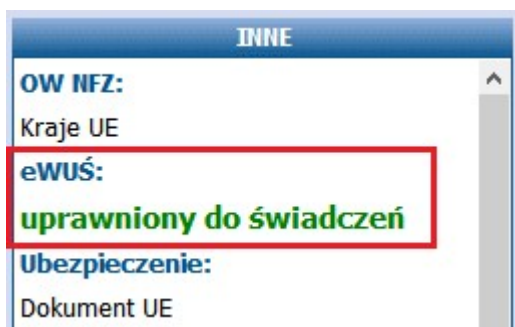 INNE
OW NFZ:
Kraje UE
eWUŚ:
uprawniony do świadczeń
Ubezpieczenie:
Dokument UE